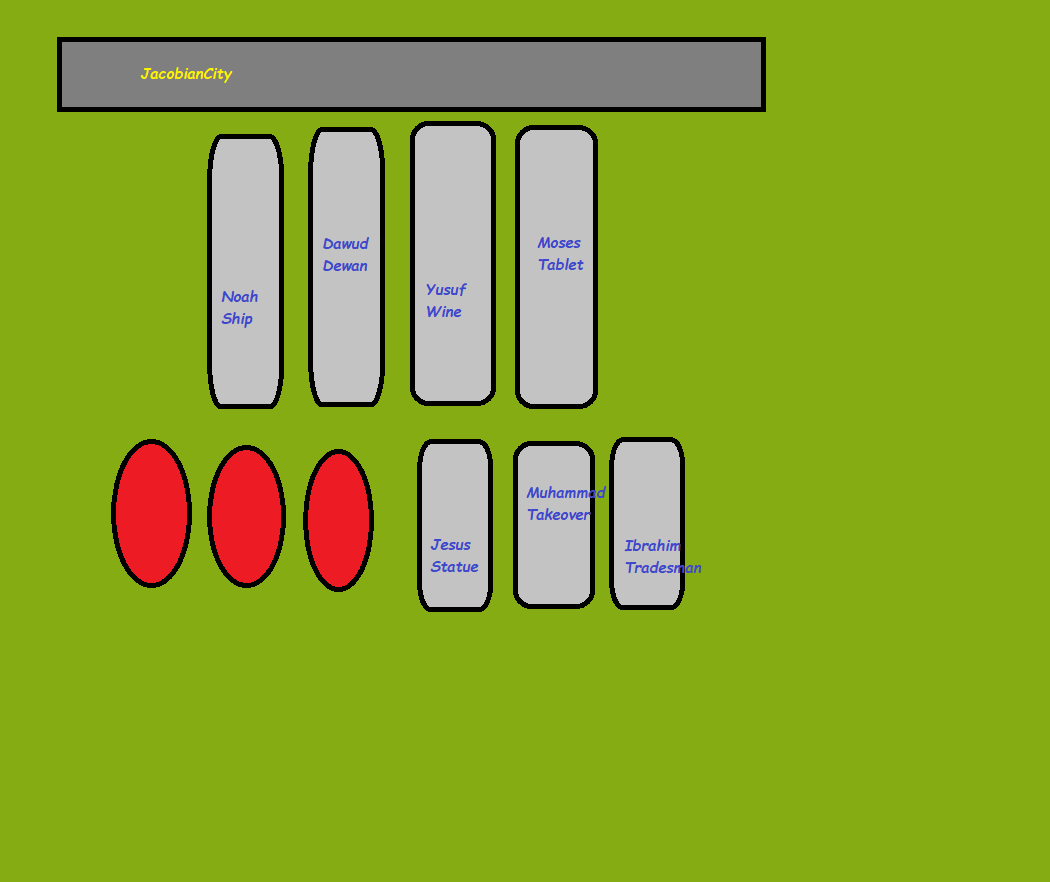 JacobianCity
Noah
Ship
Dawud
Dewan
Yusuf
Wine
Moses
Tablet
Jesus
Statue
Muhammad
Takeover
Ibrahim
Tradesman